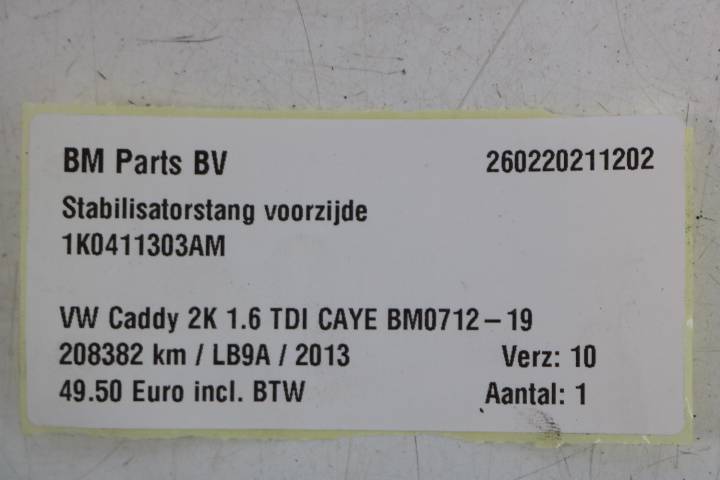 BM Parts BV 260220211202
Stabilisatorstang voorzijde
1K0411303AM
VW Caddy 2K 1.6 TDI CAYE BM0712-19
208382 km / LB9A / 2013 Verz: 10
49.50 Euro incl. BTW Aantal: 1